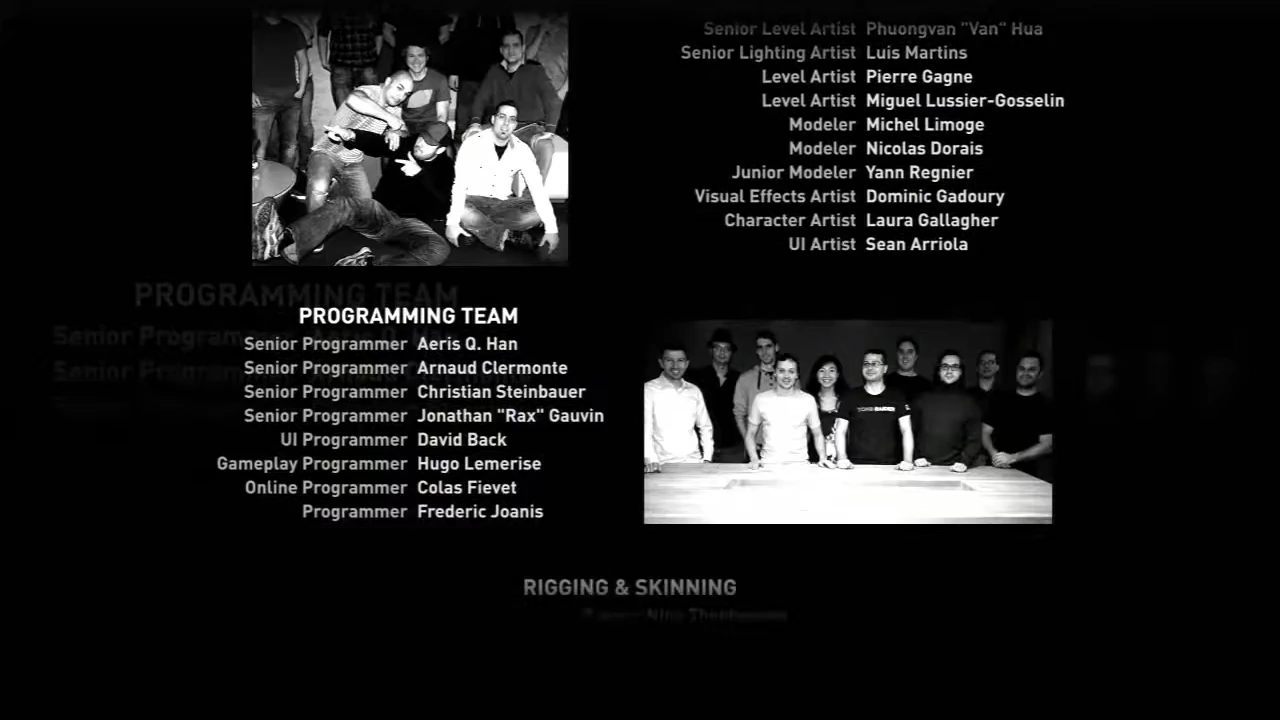 Senior Level Artist Phuongvan "Van" Hua
Senior Lighting Artist Luis Martins
Level Artist Pierre Gagne
Level Artist Miguel Lussier-Gosselin
Modeler Michel Limoge
Modeler Nicolas Dorais
Junior Modeler Yann Regnier
Visual Effects Artist Dominic Gadoury
Character Artist Laura Gallagher
UI Artist Sean Arriola
PROGRAMMING TEAM
PROGRAMMING TEAM
Senior Programmer Aeris Q. Han
Senior Programmer Arnaud Clermonte
Senior Programmer Christian Steinbauer
Senior Programmer Jonathan "Rax" Gauvin
UI Programmer David Back
Gameplay Programmer Hugo Lemerise
Online Programmer Colas Fievet
Programmer Frederic Joanis
TOMB RAIDER
RIGGING & SKINNING